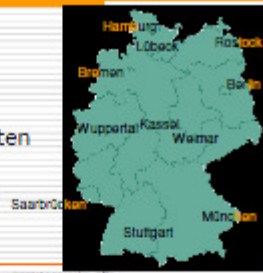 Hamburg
Lübeck
Rostock
Bremen
Berlin
Wuppertal
Kassel
Weimar
ten
Saarbrücken
München
Stuttgart